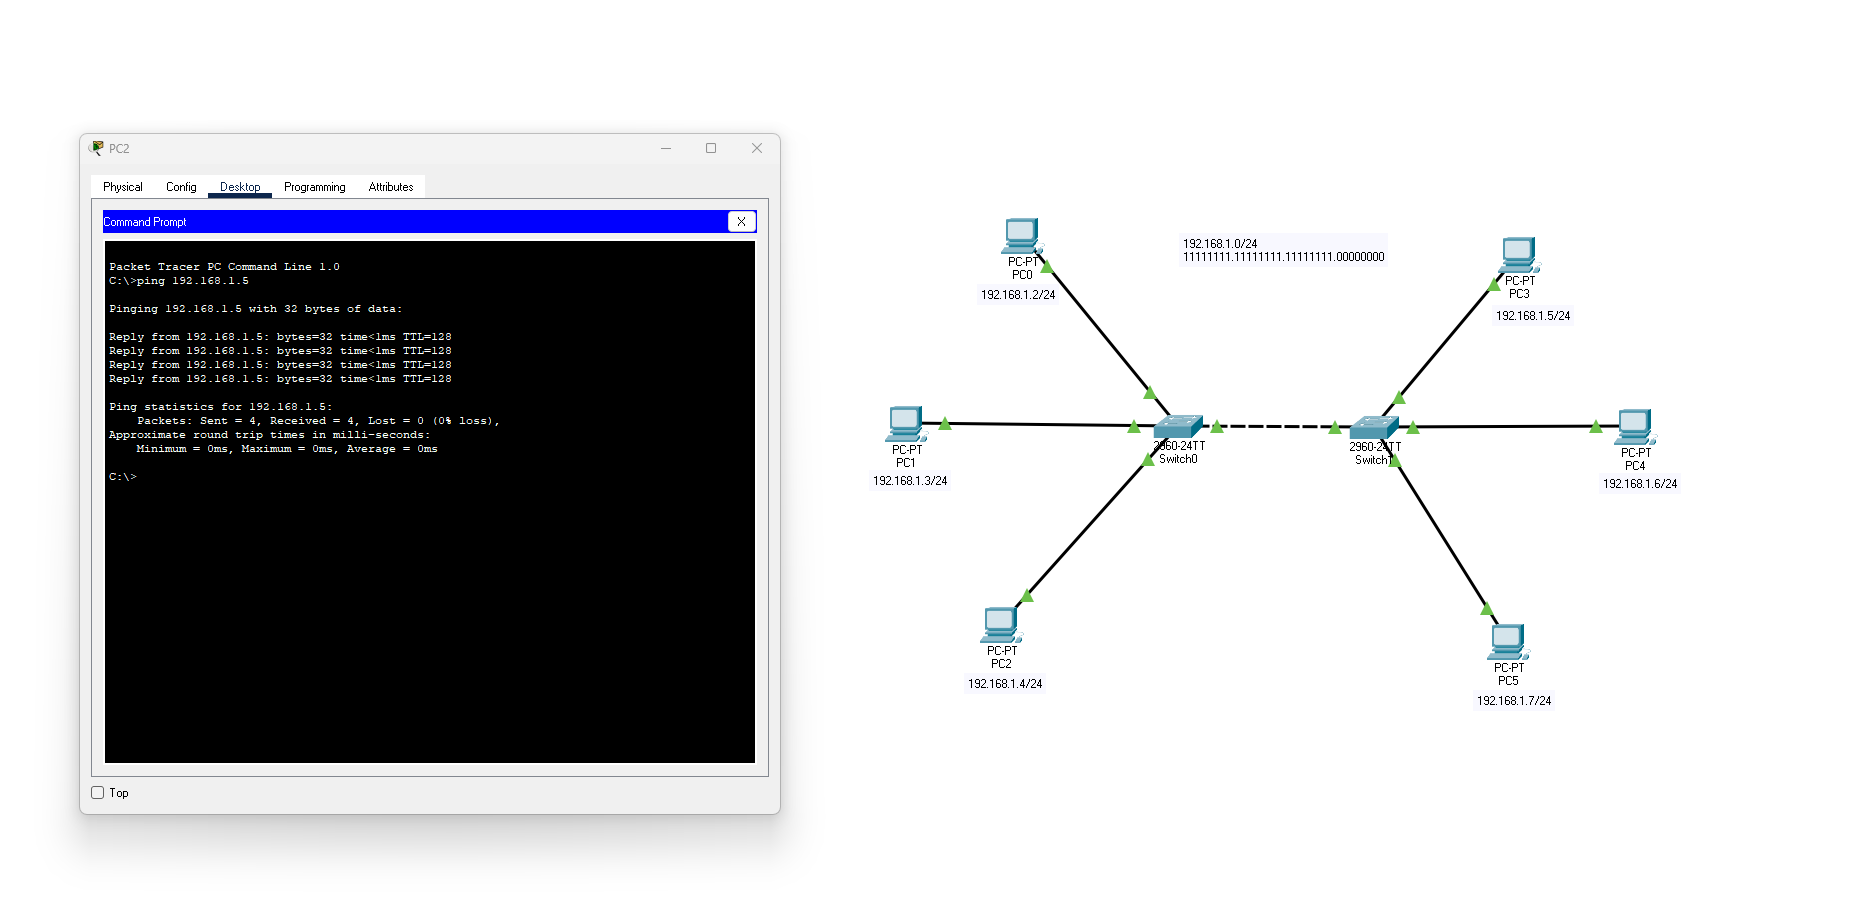 PC2
Physical Config Desktop Programming Attributes
Command Prompt
X
Packet Tracer PC Command Line 1.0
C:\>ping 192.168.1.5
Pinging 192.168.1.5 with 32 bytes of data:
Reply from 192.168.1.5: bytes=32 time<1ms TTL=128
Reply from 192.168.1.5: bytes=32 time<1ms TTL=128
Reply from 192.168.1.5: bytes=32 time<1ms TTL=128
Reply from 192.168.1.5: bytes=32 time<1ms TTL=128
Ping statistics for 192.168.1.5:
Packets: Sent = 4, Received = 4, Lost = 0 (0% loss),
Approximate round trip times in milli-seconds:
Minimum = 0ms, Maximum = 0ms, Average = 0ms
C:\>
Top
PC-PT
PC0
192.168.1.2/24
192.168.1.0/24
11111111.11111111.11111111.00000000
PC-PT
PC3
192.168.1.5/24
PC-PT
PC1
192.168.1.3/24
2960-24TT
Switch0
2960-24TT
Switch1
PC-PT
PC4
192.168.1.6/24
PC-PT
PC2
192.168.1.4/24
PC-PT
PC5
192.168.1.7/24